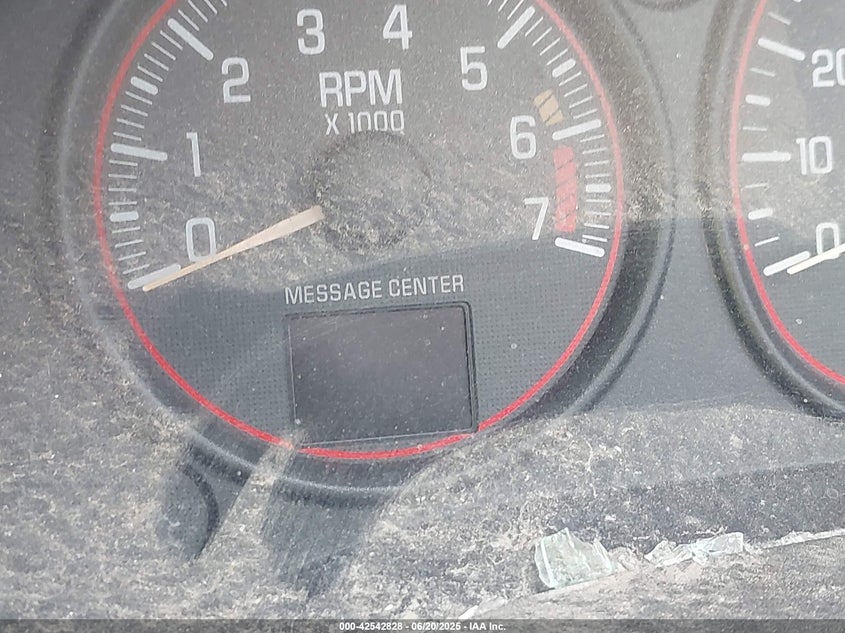 0 1 2 3 4 5 6 7
RPM
X 1000
MESSAGE CENTER
20
10
0
000-42542828 - 06/20/2025 - IAA Inc.